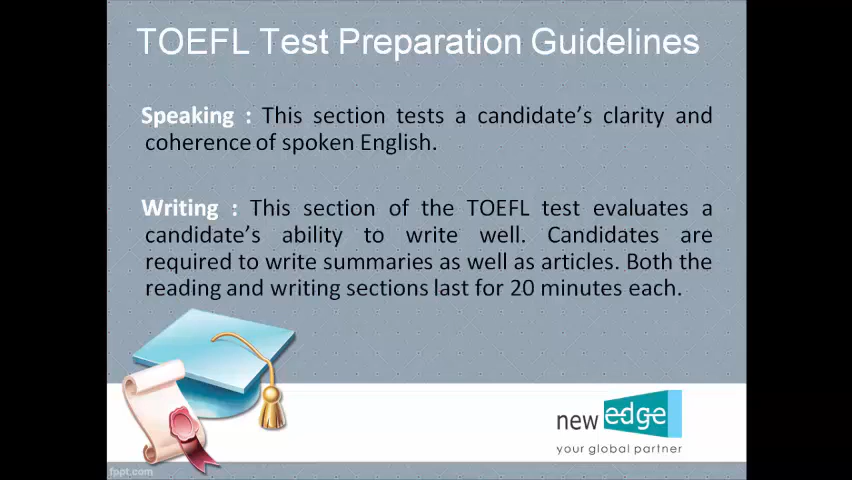 TOEFL Test Preparation Guidelines
Speaking : This section tests a candidate's clarity and
coherence of spoken English.
Writing : This section of the TOEFL test evaluates a
candidate's ability to write well. Candidates are
required to write summaries as well as articles. Both the
reading and writing sections last for 20 minutes each.
new edge
your global partner
fppt.com